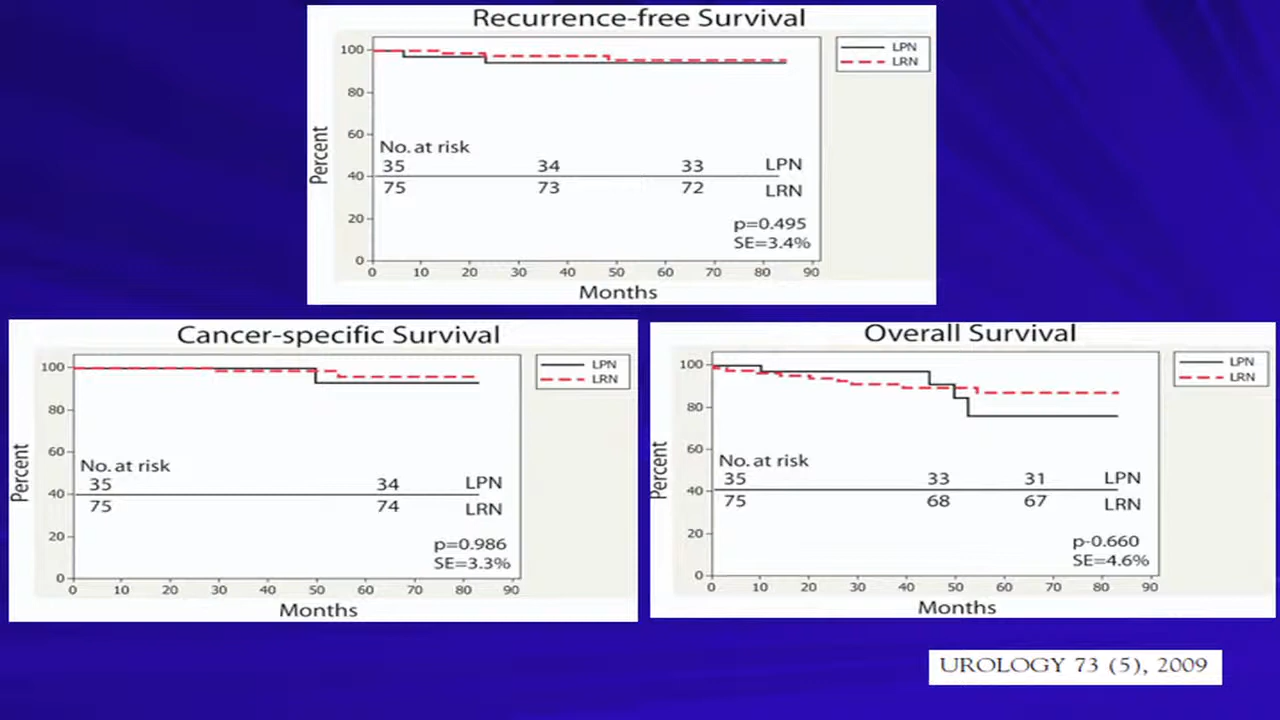 Recurrence-free Survival
LPN
LRN
100
80
60
40
20
0
Percent
No. at risk
35 34 33 LPN
75 73 72 LRN
p=0.495
SE=3.4%
0 10 20 30 40 50 60 70 80 90
Months
Cancer-specific Survival
LPN
LRN
100
80
60
40
20
0
Percent
No. at risk
35 34 LPN
75 74 LRN
p=0.986
SE=3.3%
0 10 20 30 40 50 60 70 80 90
Months
Overall Survival
LPN
LRN
100
80
60
40
20
0
Percent
No. at risk
35 33 31 LPN
75 68 67 LRN
p-0.660
SE=4.6%
0 10 20 30 40 50 60 70 80 90
Months
UROLOGY 73 (5), 2009